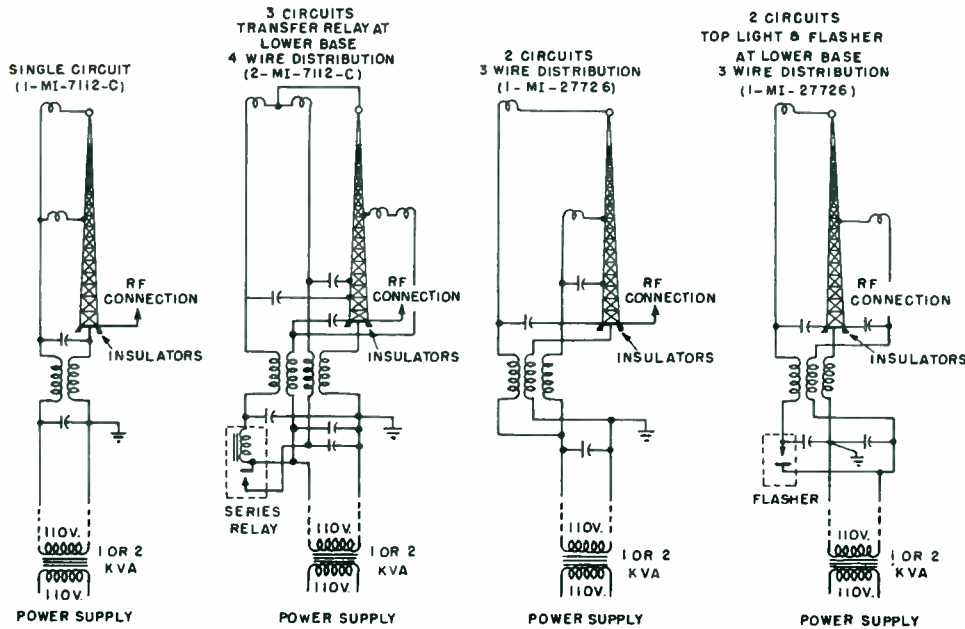 SINGLE CIRCUIT
(1-MI-7112-C)
RF
CONNECTION
INSULATORS
110V.
1 OR 2
KVA
110V.
POWER SUPPLY
3 CIRCUITS
TRANSFER RELAY AT
LOWER BASE
4 WIRE DISTRIBUTION
(2-MI-7112-C)
RF
CONNECTION
INSULATORS
SERIES
RELAY
110V.
1 OR 2
KVA
110V.
POWER SUPPLY
2 CIRCUITS
3 WIRE DISTRIBUTION
(1-MI-27726)
RF
CONNECTION
INSULATORS
110V.
1 OR 2
KVA
110V.
POWER SUPPLY
2 CIRCUITS
TOP LIGHT & FLASHER
AT LOWER BASE
3 WIRE DISTRIBUTION
(1-MI-27726)
RF
CONNECTION
INSULATORS
FLASHER
110V.
1 OR 2
KVA
110V.
POWER SUPPLY